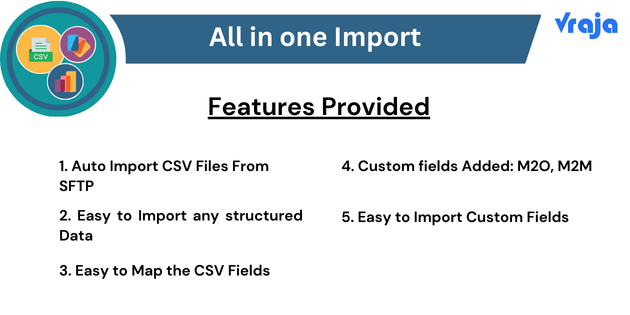 All in one Import
Vraja
CSV
Features Provided
1. Auto Import CSV Files From
SFTP
2. Easy to Import any structured
Data
3. Easy to Map the CSV Fields
4. Custom fields Added: M2O, M2M
5. Easy to Import Custom Fields